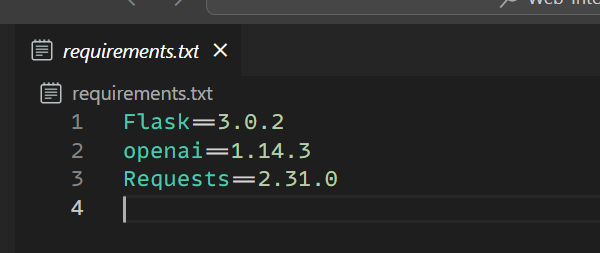 requirements.txt
requirements.txt
1 Flask==3.0.2
2 openai==1.14.3
3 Requests==2.31.0
4